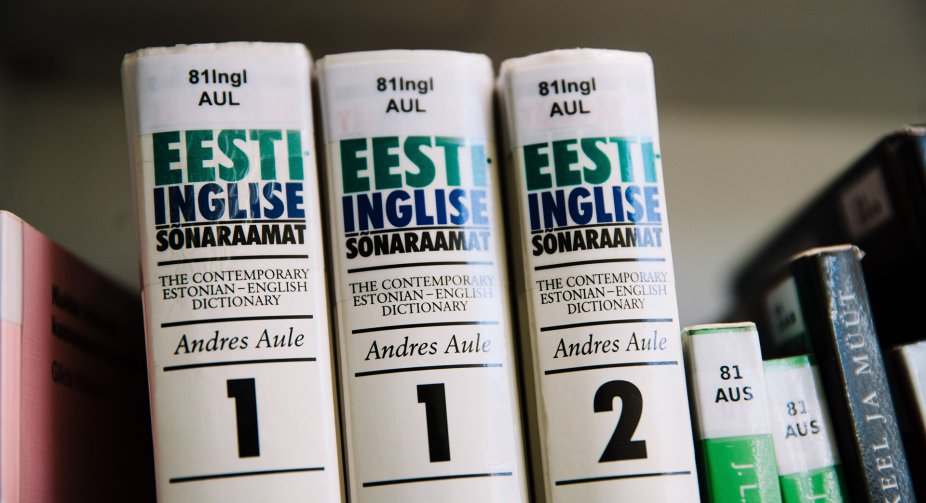 81Ingl
AUL
EESTI
INGLISE
SÕNARAAMAT
THE CONTEMPORARY
ESTONIAN–ENGLISH
DICTIONARY
Andres Aule
1
81Ingl
AUL
EESTI
INGLISE
SÕNARAAMAT
THE CONTEMPORARY
ESTONIAN–ENGLISH
DICTIONARY
Andres Aule
1
81Ingl
AUL
EESTI
INGLISE
SÕNARAAMAT
THE CONTEMPORARY
ESTONIAN–ENGLISH
DICTIONARY
Andres Aule
2
81
AUS
J.
81
AUS
KEEL JA MUUT